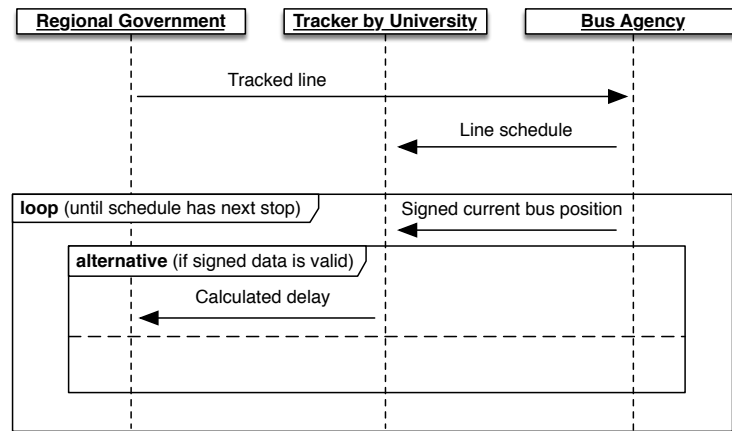 Regional Government
Tracker by University
Bus Agency
Tracked line
Line schedule
loop (until schedule has next stop)
Signed current bus position
alternative (if signed data is valid)
Calculated delay